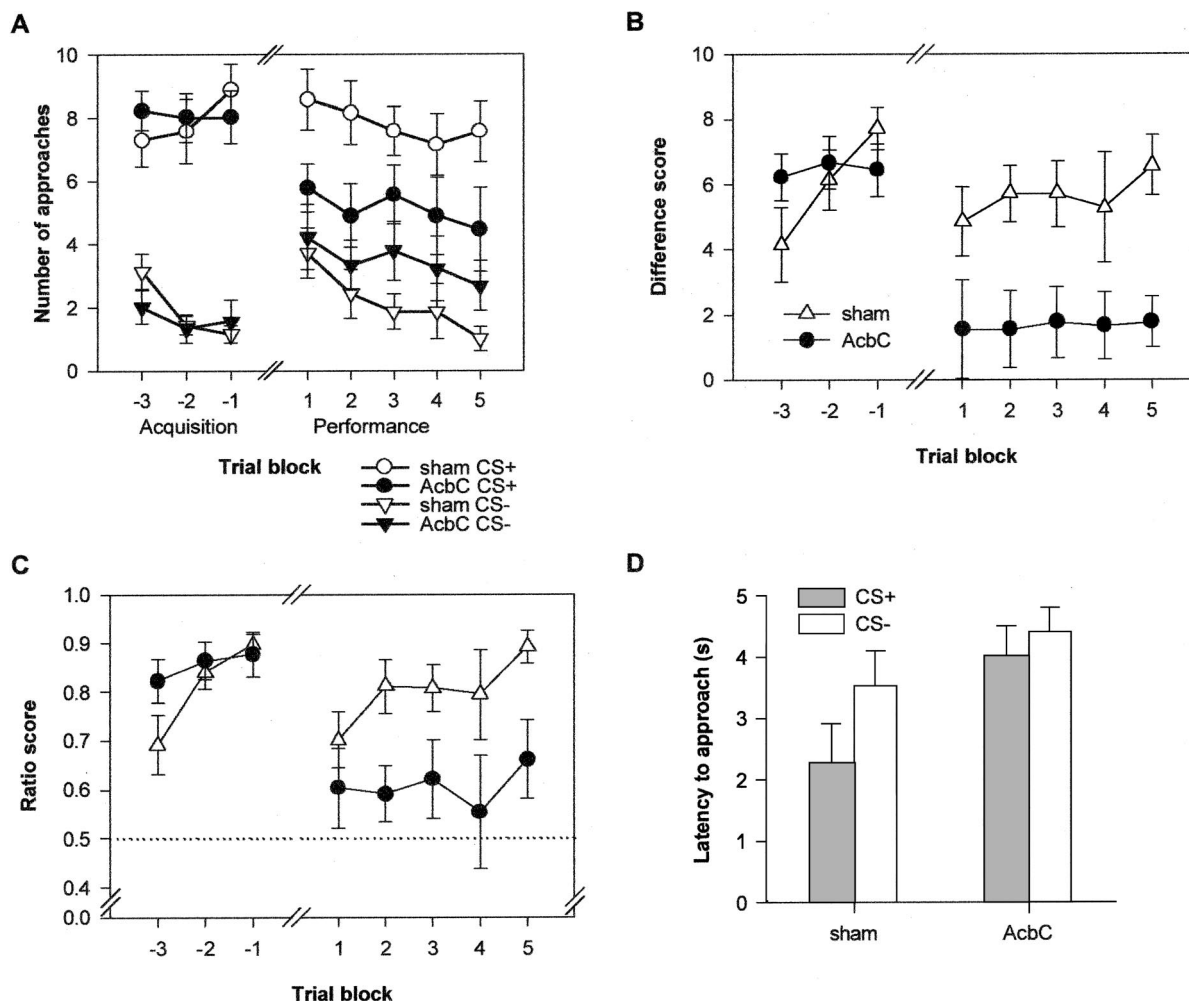 A
Number of approaches
10
8
6
4
2
0
-3 -2 -1 1 2 3 4 5
Acquisition Performance
Trial block
sham CS+
AcbC CS+
sham CS-
AcbC CS-
B
Difference score
10
8
6
4
2
0
sham
AcbC
-3 -2 -1 1 2 3 4 5
Trial block
C
Ratio score
1.0
0.9
0.8
0.7
0.6
0.5
0.4
0.0
-3 -2 -1 1 2 3 4 5
Trial block
D
Latency to approach (s)
5
4
3
2
1
0
CS+
CS-
sham AcbC